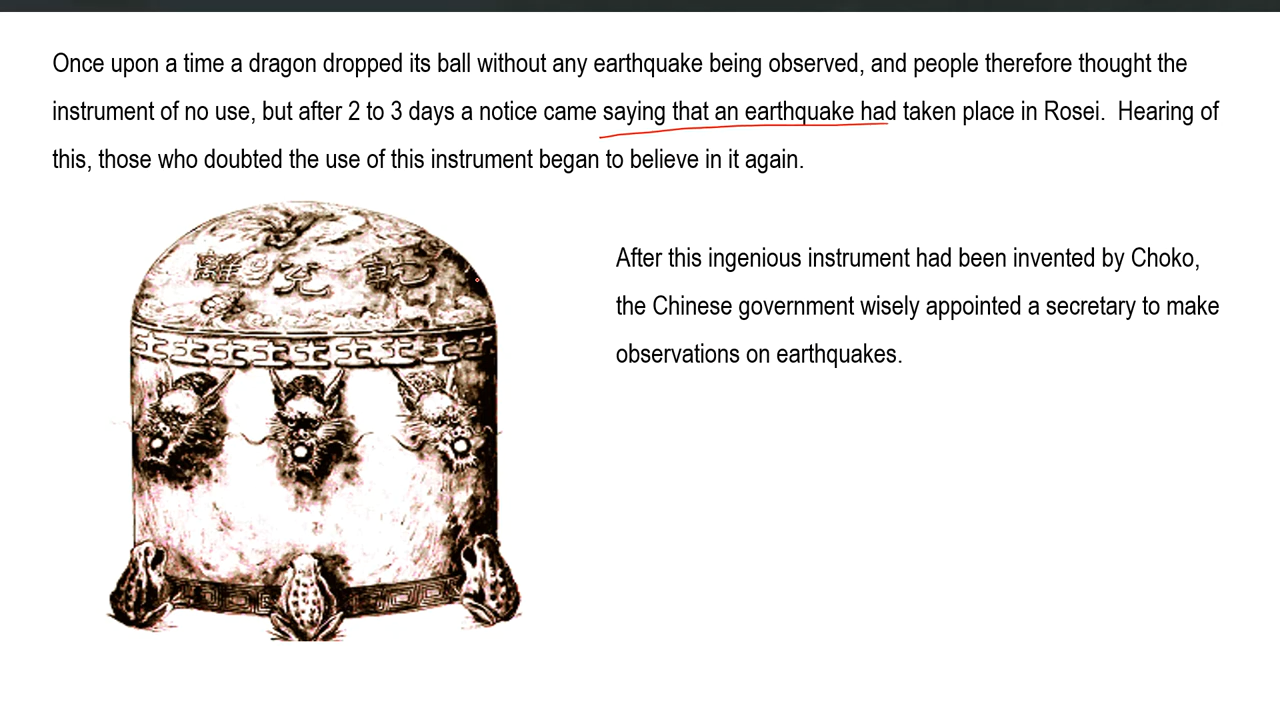 Once upon a time a dragon dropped its ball without any earthquake being observed, and people therefore thought the
instrument of no use, but after 2 to 3 days a notice came saying that an earthquake had taken place in Rosei.  Hearing of
this, those who doubted the use of this instrument began to believe in it again.
離 兌 乾
After this ingenious instrument had been invented by Choko,
the Chinese government wisely appointed a secretary to make
observations on earthquakes.